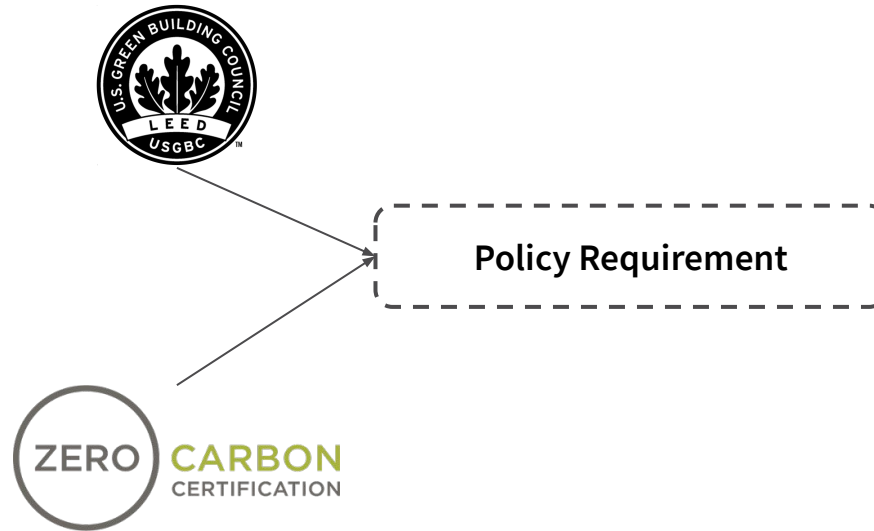 U.S. GREEN BUILDING COUNCIL
LEED
USGBC
TM
Policy Requirement
ZERO CARBON
CERTIFICATION